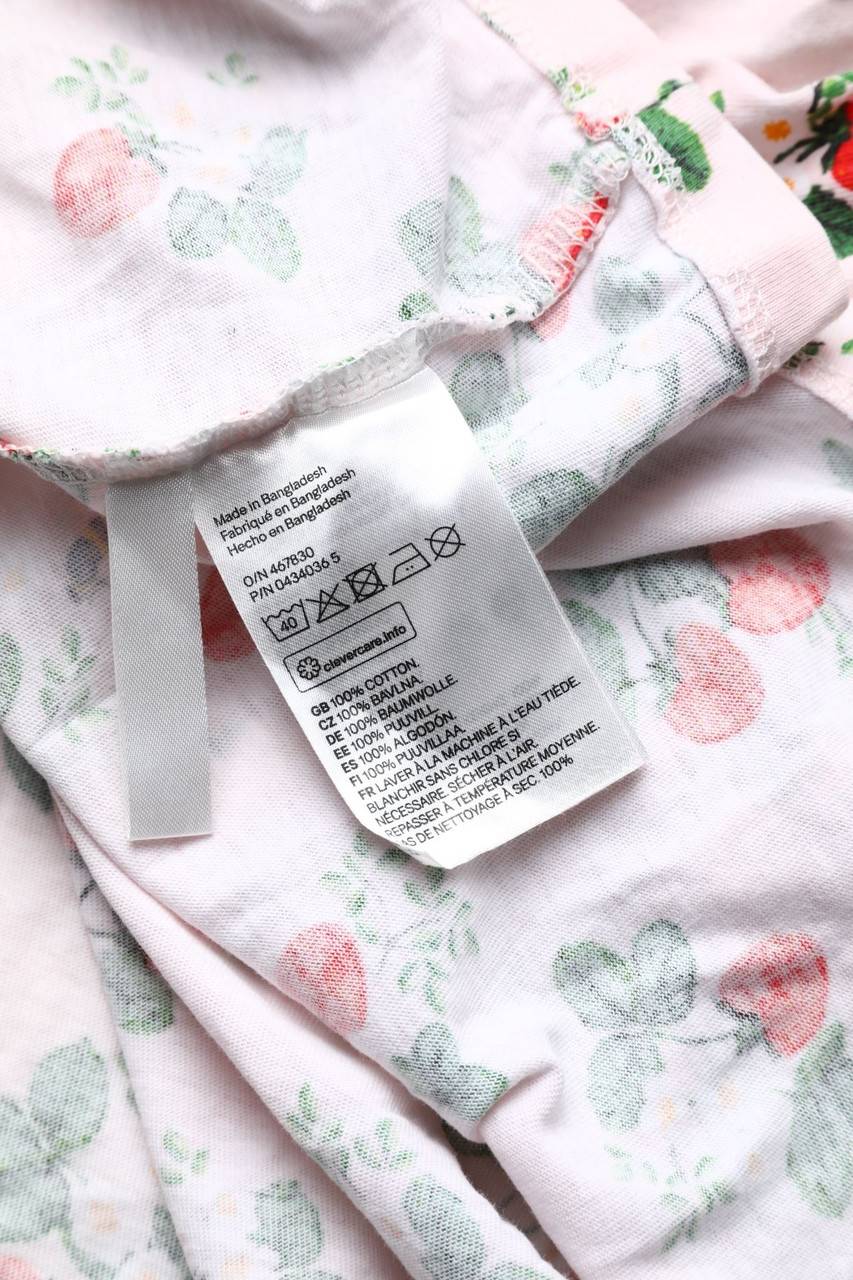 Made in Bangladesh
Fabriqué en Bangladesh
Hecho en Bangladesh
O/N 467830
P/N 0434036 5
40
clevercare.info
GB 100% COTTON.
CZ 100% BAVLNA.
DE 100% BAUMWOLLE.
EE 100% PUUVILL.
ES 100% ALGODÓN.
FI 100% PUUVILLAA.
FR LAVER À LA MACHINE À L'EAU TIÈDE.
BLANCHIR SANS CHLORE SI
NÉCESSAIRE. SÉCHER À L'AIR.
REPASSER À TEMPÉRATURE MOYENNE.
AS DE NETTOYAGE À SEC. 100%